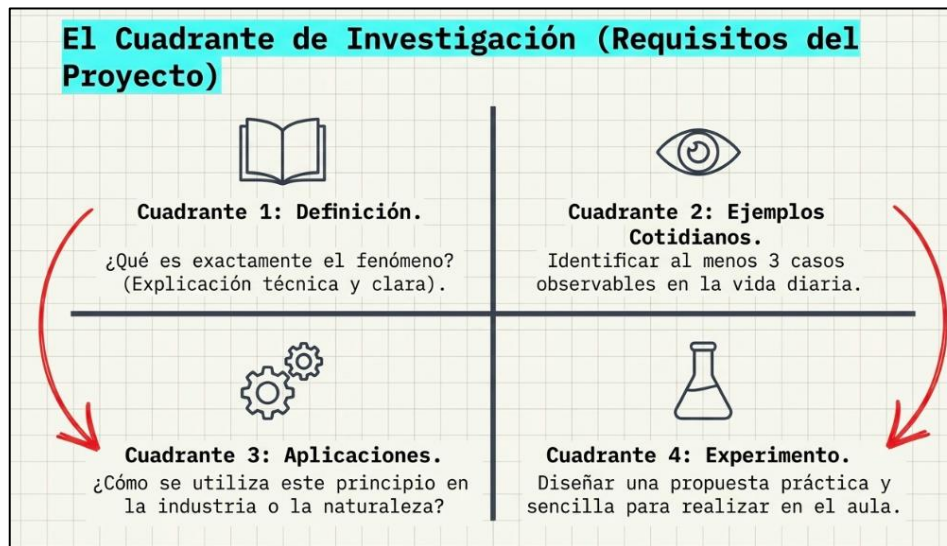 El Cuadrante de Investigación (Requisitos del
Proyecto)
Cuadrante 1: Definición.
¿Qué es exactamente el fenómeno?
(Explicación técnica y clara).
Cuadrante 2: Ejemplos
Cotidianos.
Identificar al menos 3 casos
observables en la vida diaria.
Cuadrante 3: Aplicaciones.
¿Cómo se utiliza este principio en
la industria o la naturaleza?
Cuadrante 4: Experimento.
Diseñar una propuesta práctica y
sencilla para realizar en el aula.